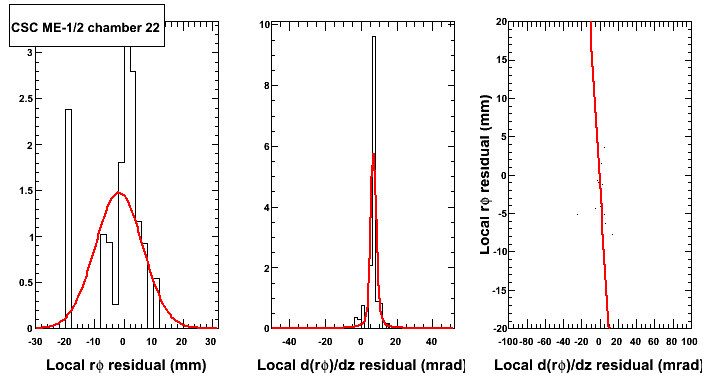 CSC ME-1/2 chamber 22
3
2.5
2
1.5
1
0.5
0
-30 -20 -10 0 10 20 30
Local rϕ residual (mm)
10
8
6
4
2
0
-40 -20 0 20 40
Local d(rϕ)/dz residual (mrad)
Local rϕ residual (mm)
20
15
10
5
0
-5
-10
-15
-20
-100 -80 -60 -40 -20 0 20 40 60 80 100
Local d(rϕ)/dz residual (mrad)